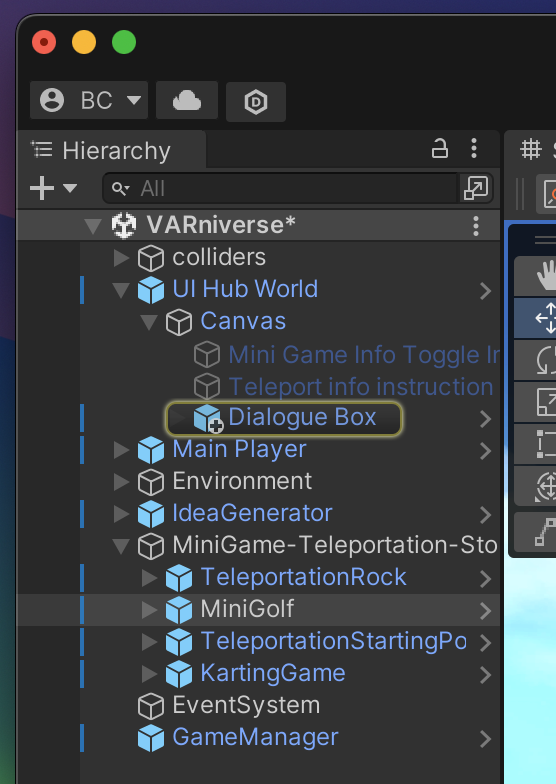 BC
Hierarchy
All
VARniverse*
colliders
UI Hub World
Canvas
Mini Game Info Toggle
Teleport info instruction
Dialogue Box
Main Player
Environment
IdeaGenerator
MiniGame-Teleportation-Sto
TeleportationRock
MiniGolf
TeleportationStartingPo
KartingGame
EventSystem
GameManager